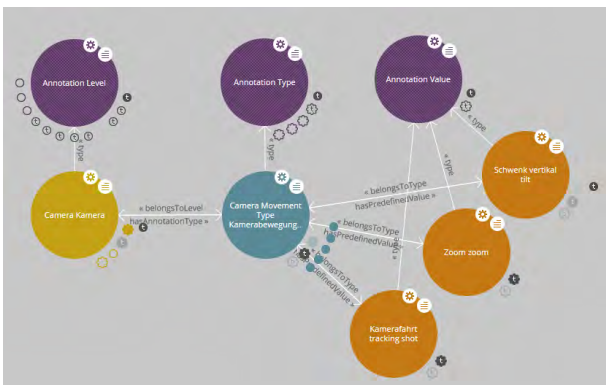 Annotation Level
Annotation Type
Annotation Value
« type
« type
« type
« type
« type
Schwenk vertikal
tilt
Camera Kamera
« belongsToLevel
hasAnnotationType »
Camera Movement
Type
Kamerabewegung...
« belongsToType
hasPredefinedValue »
« belongsToType
hasPredefinedValue »
Zoom zoom
« belongsToType
hasPredefinedValue »
Kamerafahrt
tracking shot